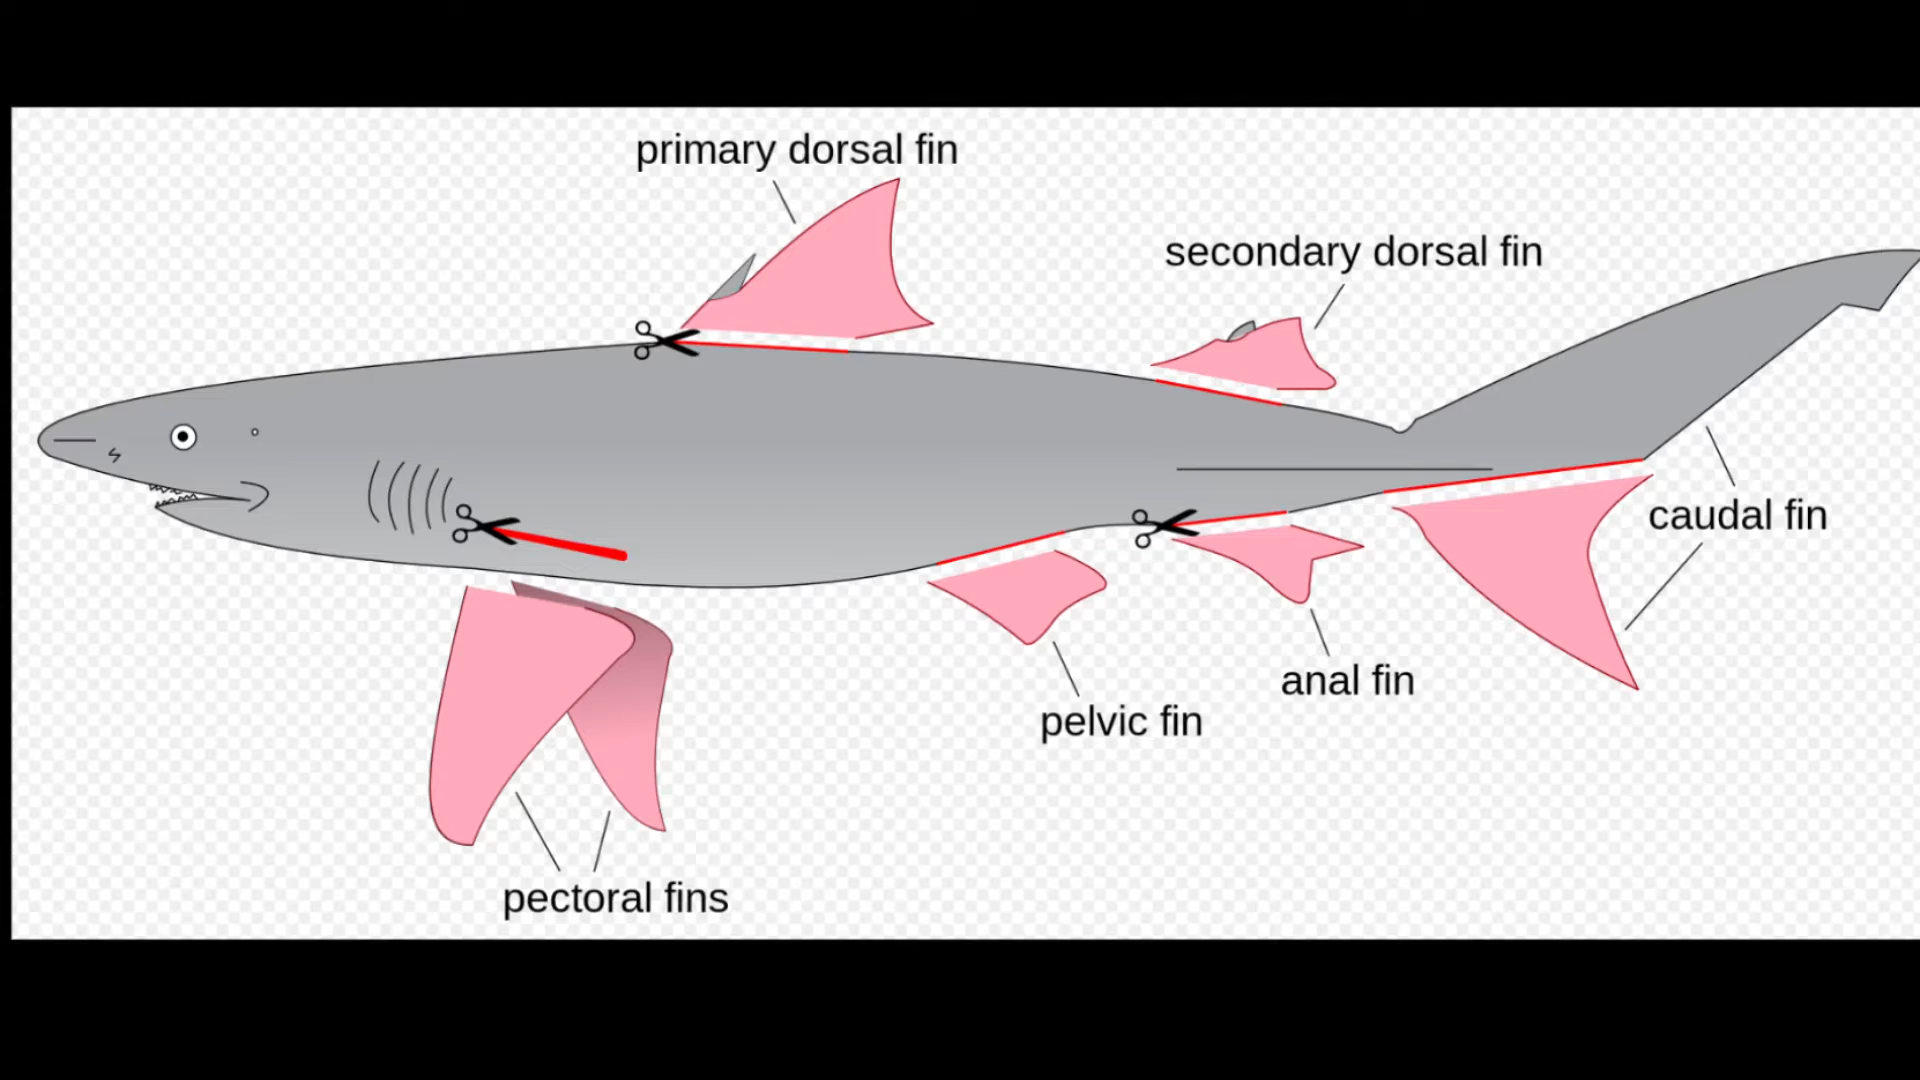 primary dorsal fin
secondary dorsal fin
caudal fin
anal fin
pelvic fin
pectoral fins